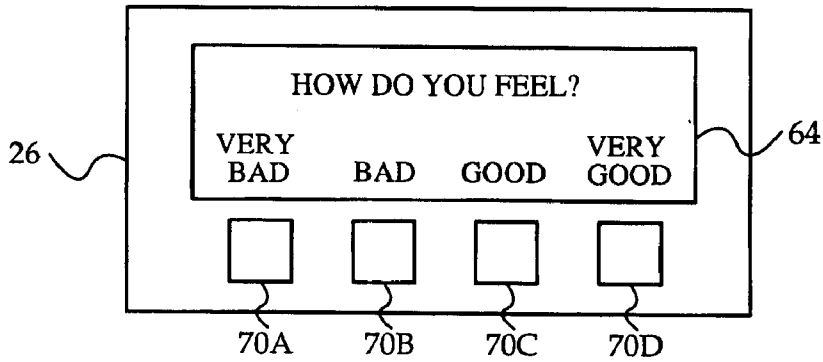 HOW DO YOU FEEL?
VERY BAD BAD GOOD VERY GOOD
26 64
70A 70B 70C 70D